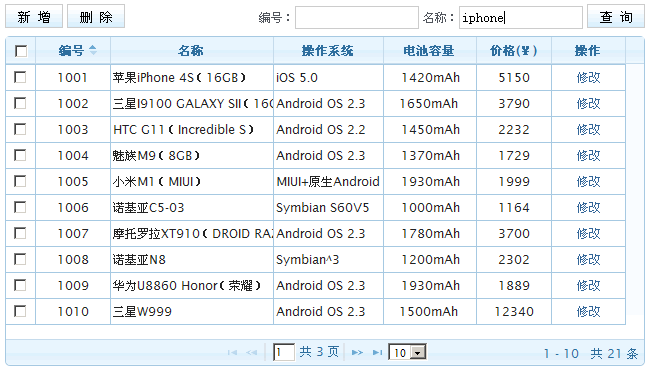 新 增 删 除 编号： 名称： iphone 查 询
编号 名称 操作系统 电池容量 价格(¥) 操作
1001 苹果iPhone 4S（16GB） iOS 5.0 1420mAh 5150 修改
1002 三星I9100 GALAXY SII（16G Android OS 2.3 1650mAh 3790 修改
1003 HTC G11（Incredible S） Android OS 2.2 1450mAh 2232 修改
1004 魅族M9（8GB） Android OS 2.3 1370mAh 1729 修改
1005 小米M1（MIUI） MIUI+原生Android 1930mAh 1999 修改
1006 诺基亚C5-03 Symbian S60V5 1000mAh 1164 修改
1007 摩托罗拉XT910（DROID RAZ Android OS 2.3 1780mAh 3700 修改
1008 诺基亚N8 Symbian^3 1200mAh 2302 修改
1009 华为U8860 Honor（荣耀） Android OS 2.3 1930mAh 1889 修改
1010 三星W999 Android OS 2.3 1500mAh 12340 修改
1 共 3 页 10 1 - 10 共 21 条